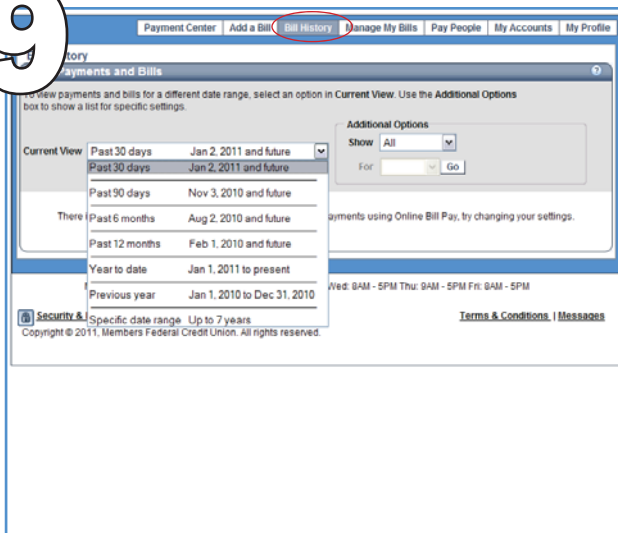 9
Payment Center Add a Bill Bill History Manage My Bills Pay People My Accounts My Profile
tory
Payments and Bills
To view payments and bills for a different date range, select an option in Current View. Use the Additional Options
box to show a list for specific settings.
Additional Options
Current View Past 30 days Jan 2, 2011 and future Show All
Past 30 days Jan 2, 2011 and future For Go
Past 90 days Nov 3, 2010 and future
There Past 6 months Aug 2, 2010 and future ayments using Online Bill Pay, try changing your settings.
Past 12 months Feb 1, 2010 and future
Year to date Jan 1, 2011 to present
Previous year Jan 1, 2010 to Dec 31, 2010 Wed: 8AM - 5PM Thu: 9AM - 5PM Fri: 8AM - 5PM
Security & Specific date range Up to 7 years Terms & Conditions | Messages
Copyright © 2011, Members Federal Credit Union. All rights reserved.